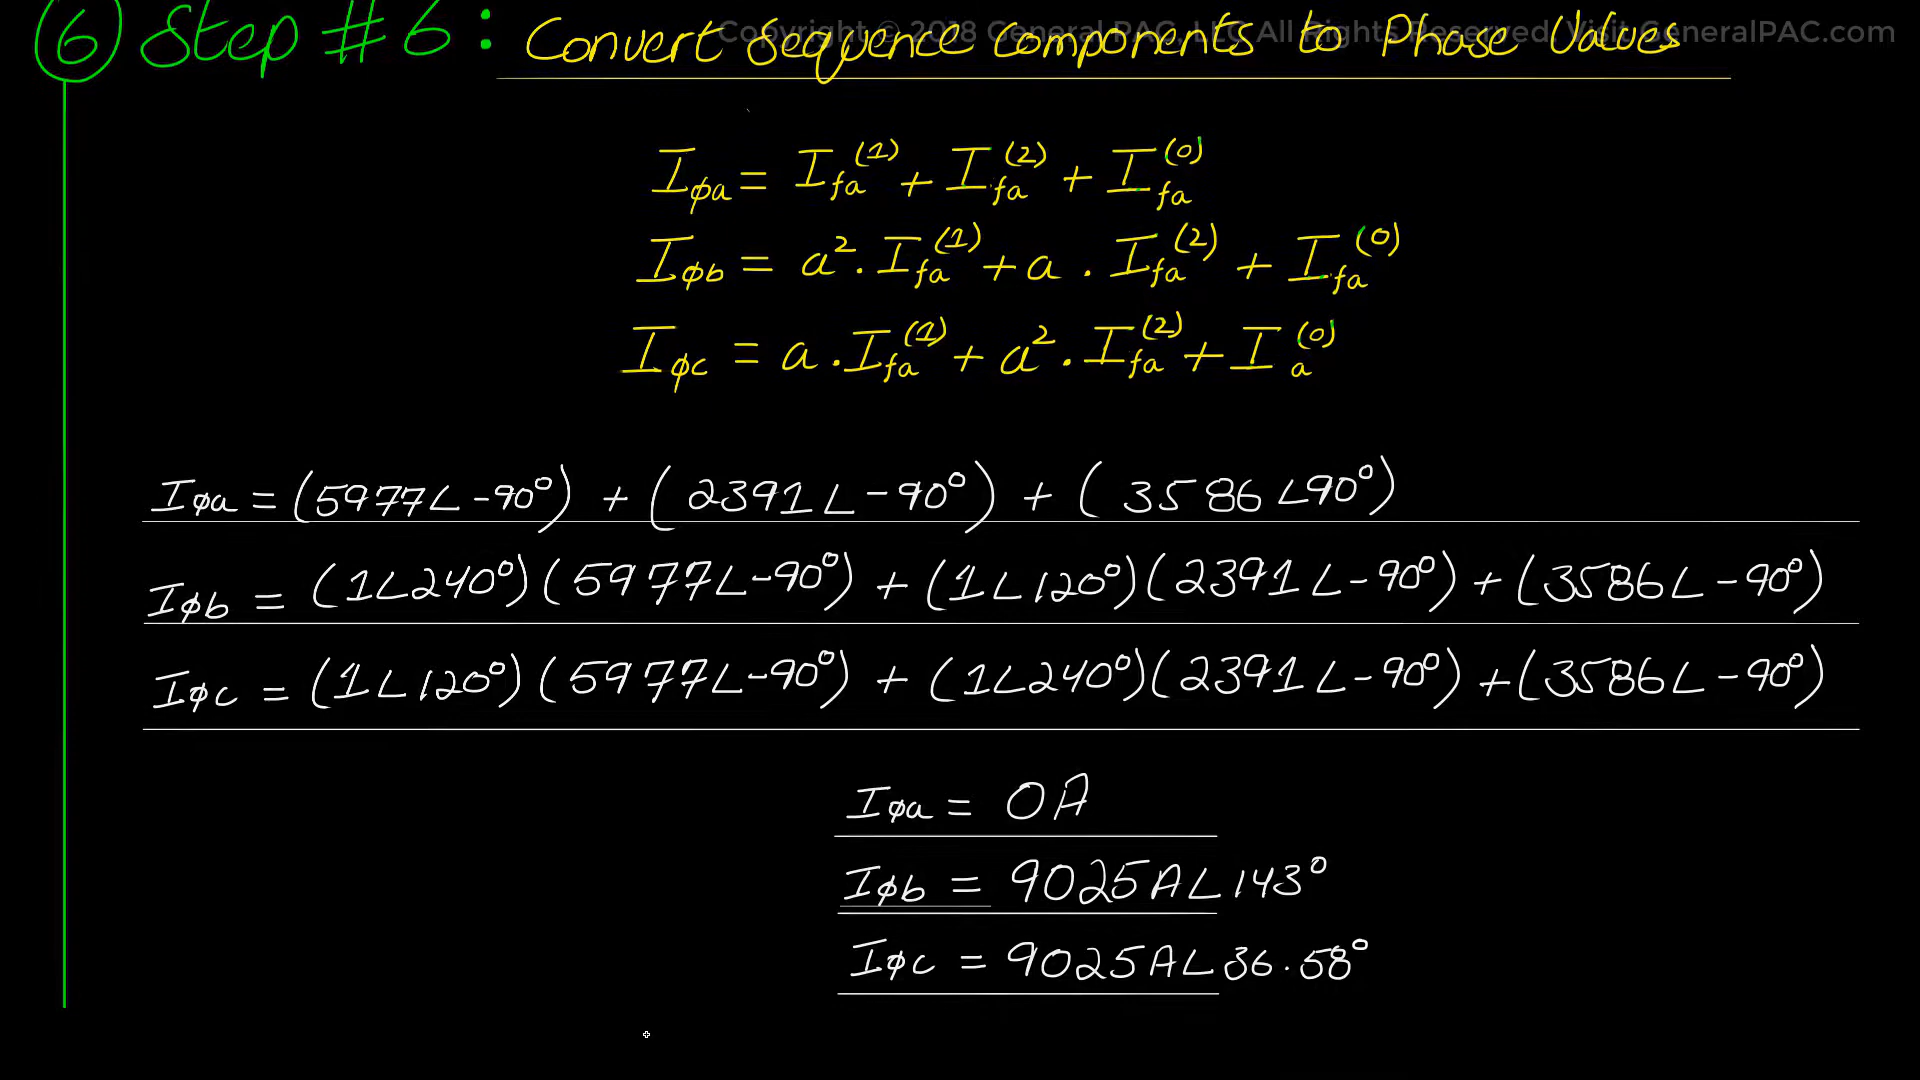 Copyright © 2018 General PAC, LLC All Rights Reserved. Visit GeneralPAC.com
⑥ Step #6: Convert sequence components to Phase Values
Iϕa = Ifa⁽¹⁾ + Ifa⁽²⁾ + Ifa⁽⁰⁾
Iϕb = a²·Ifa⁽¹⁾ + a·Ifa⁽²⁾ + Ifa⁽⁰⁾
Iϕc = a·Ifa⁽¹⁾ + a²·Ifa⁽²⁾ + Ia⁽⁰⁾
Iϕa = (5977∠-90°) + (2391∠-90°) + (3586∠90°)
Iϕb = (1∠240°)(5977∠-90°) + (1∠120°)(2391∠-90°) + (3586∠-90°)
Iϕc = (1∠120°)(5977∠-90°) + (1∠240°)(2391∠-90°) + (3586∠-90°)
Iϕa = 0A
Iϕb = 9025A∠143°
Iϕc = 9025A∠36.58°